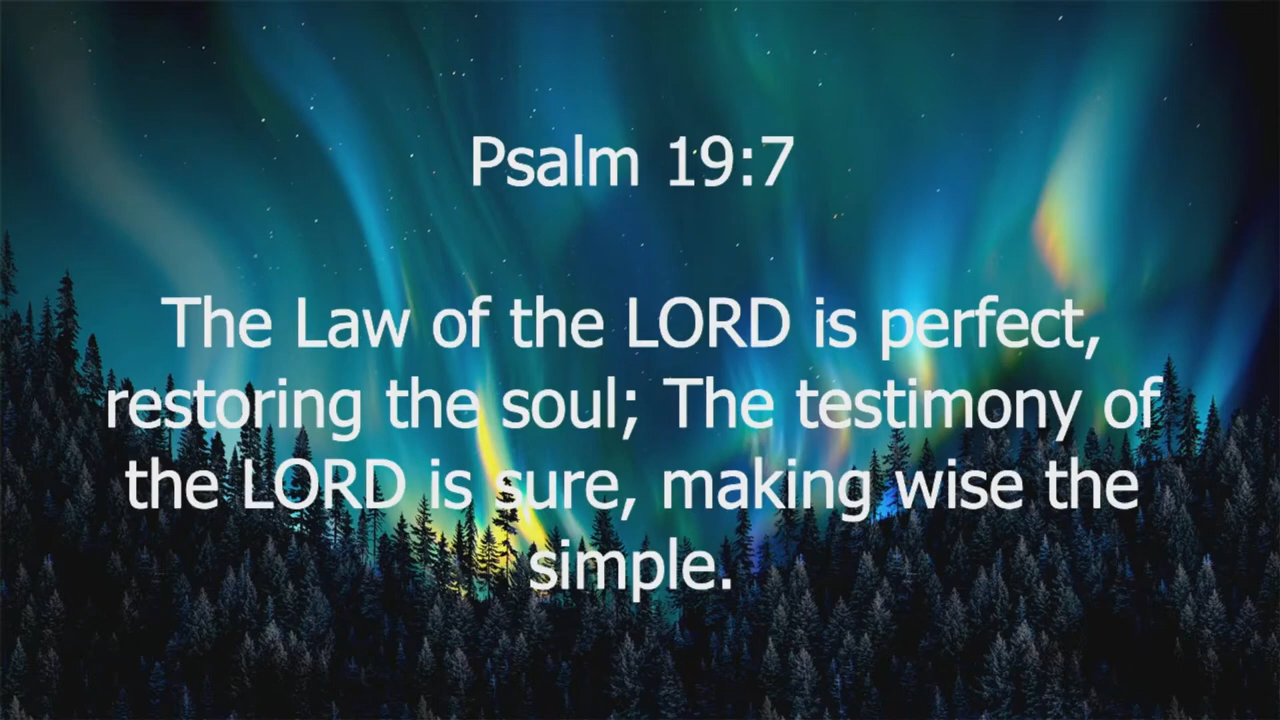 Psalm 19:7
The Law of the LORD is perfect,
restoring the soul; The testimony of
the LORD is sure, making wise the
simple.